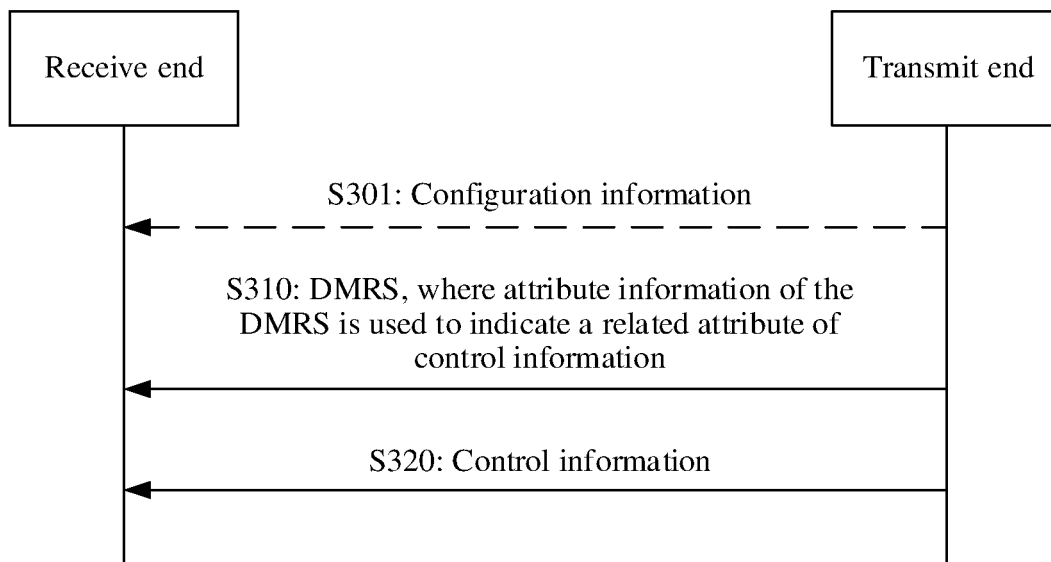 Receive end
Transmit end
S301: Configuration information
S310: DMRS, where attribute information of the
DMRS is used to indicate a related attribute of
control information
S320: Control information